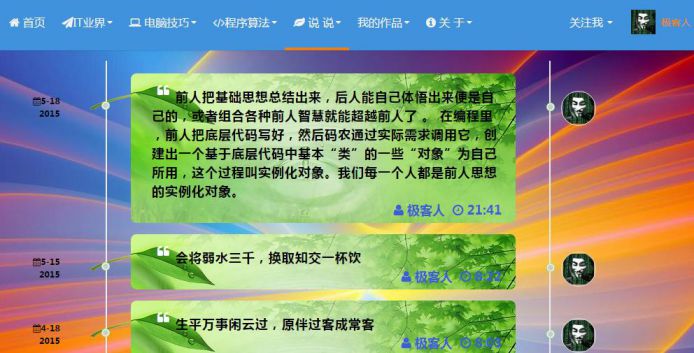 首页 IT业界 电脑技巧 </>程序算法 说 说 我的作品 关 于 关注我 极客人
5-18
2015
前人把基础思想总结出来，后人能自己体悟出来便是自
己的，或者组合各种前人智慧就能超越前人了 。 在编程里
，前人把底层代码写好，然后码农通过实际需求调用它，创
建出一个基于底层代码中基本“类”的一些“对象”为自己
所用，这个过程叫实例化对象。我们每一个人都是前人思想
的实例化对象。
极客人 21:41
5-15
2015
会将弱水三千，换取知交一杯饮
极客人
4-18
2015
生平万事闲云过，原伴过客成常客
极客人